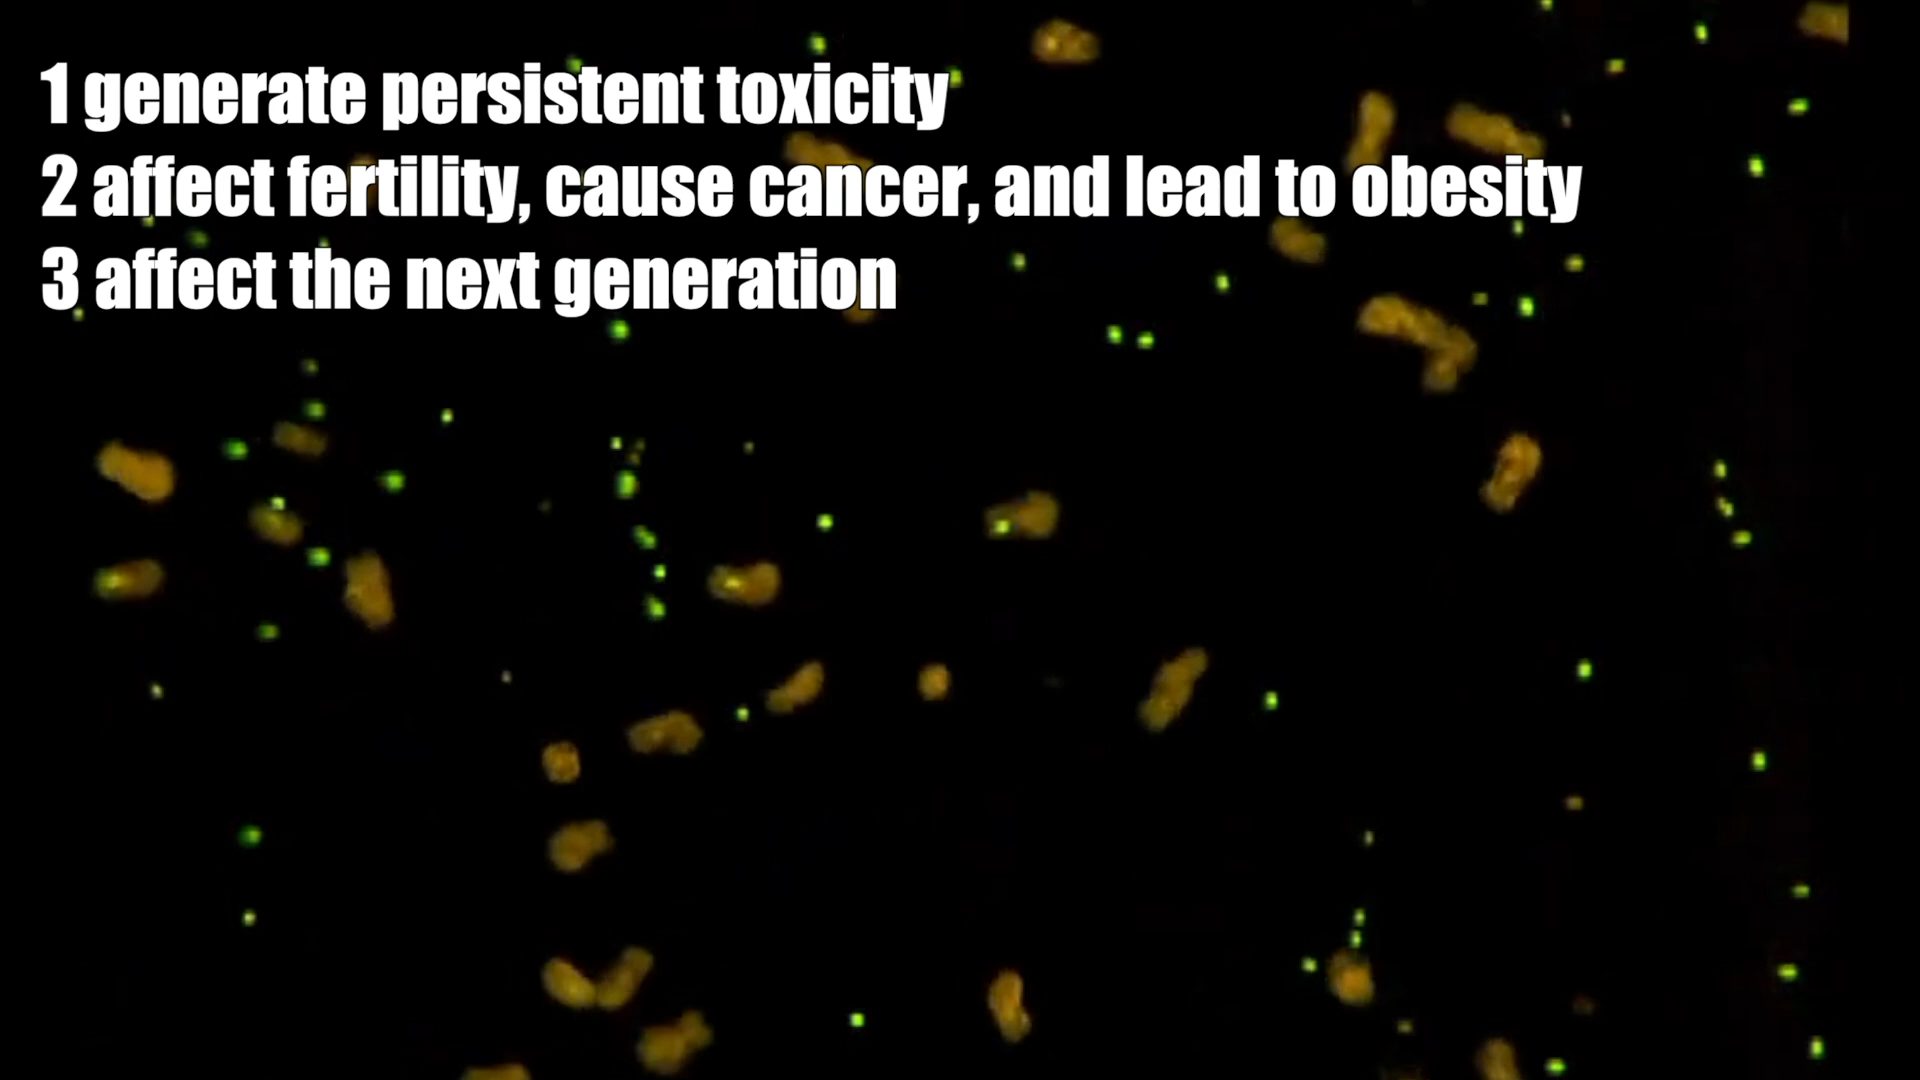 1 generate persistent toxicity
2 affect fertility, cause cancer, and lead to obesity
3 affect the next generation